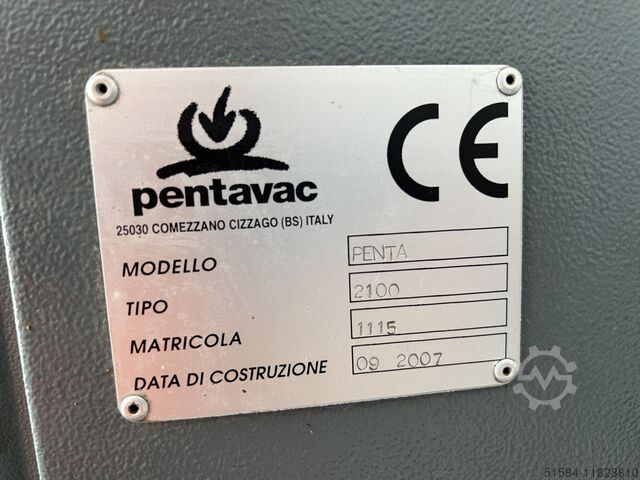 pentavac
CE
25030 COMEZZANO CIZZAGO (BS) ITALY
MODELLO PENTA
TIPO 2100
MATRICOLA 1115
DATA DI COSTRUZIONE 09 2007
51584-11828810